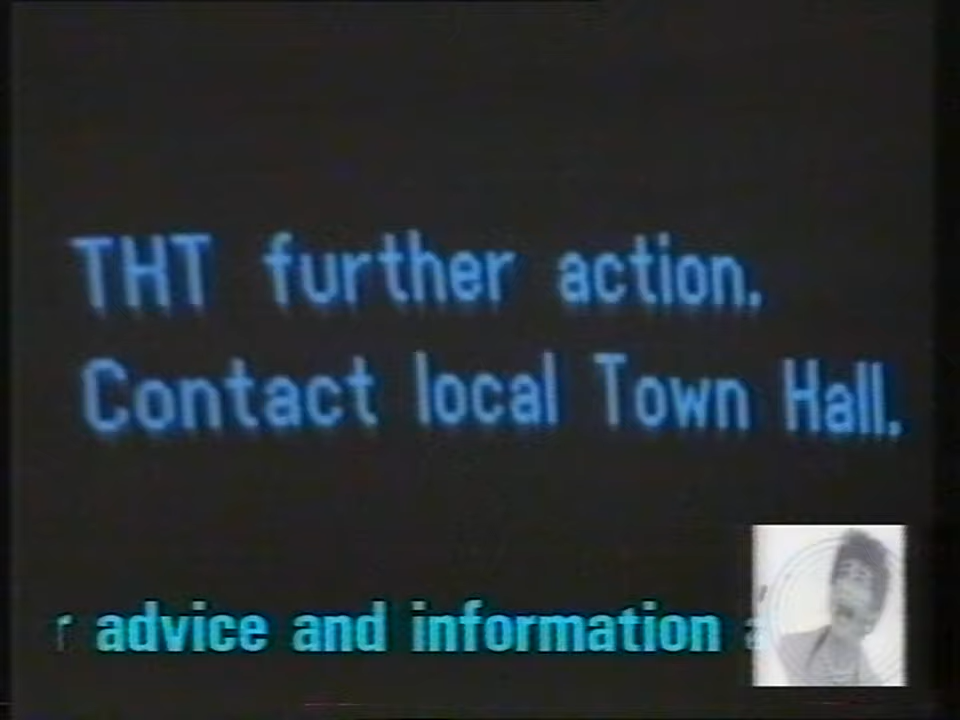 THT further action.
Contact local Town Hall.
r advice and information a